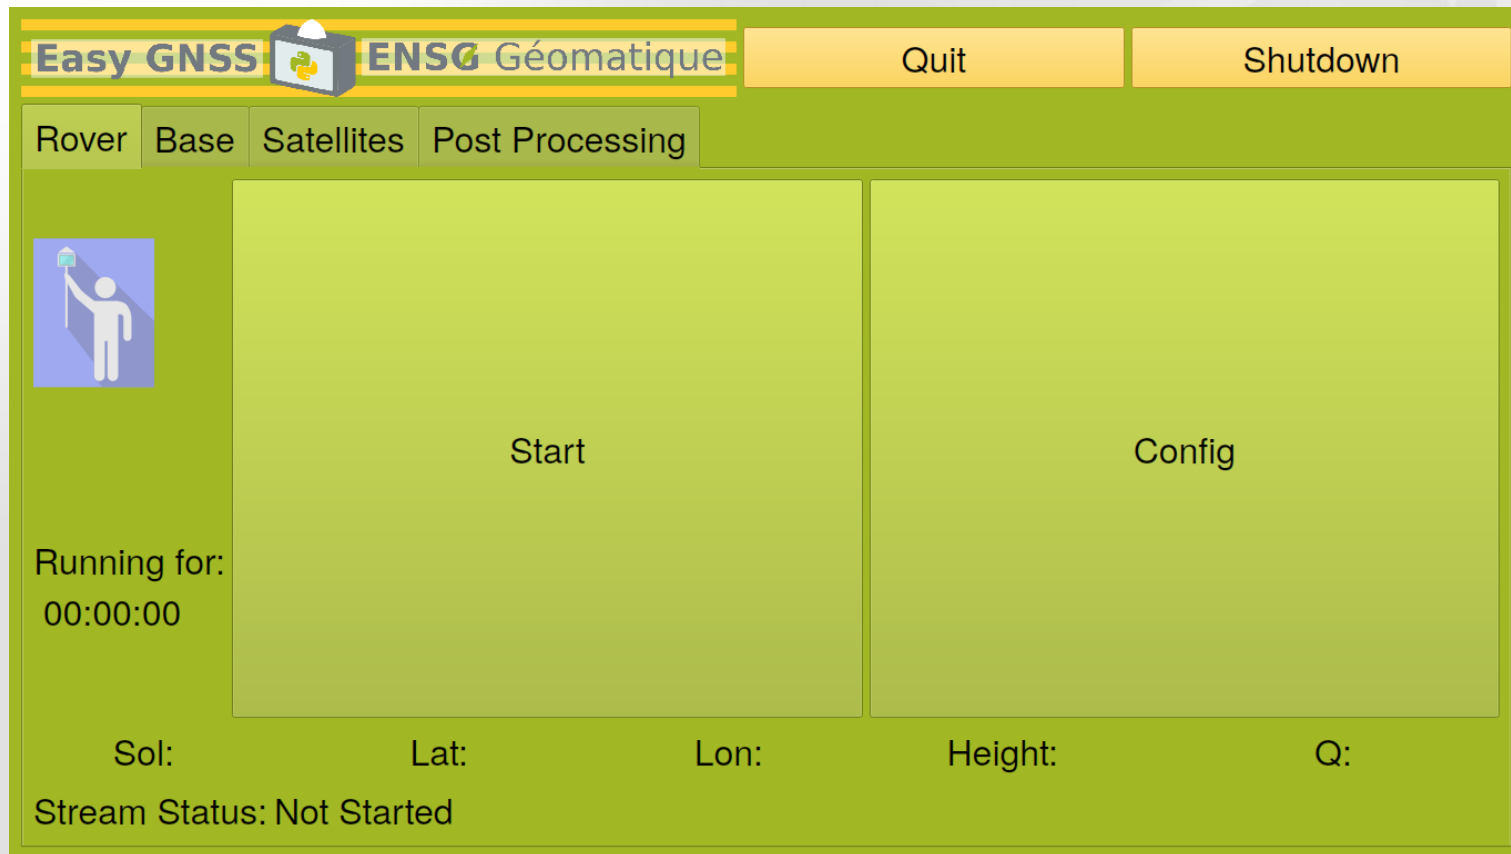 Easy GNSS ENSG Géomatique
Quit
Shutdown
Rover Base Satellites Post Processing
Start
Config
Running for:
00:00:00
Sol: Lat: Lon: Height: Q:
Stream Status: Not Started